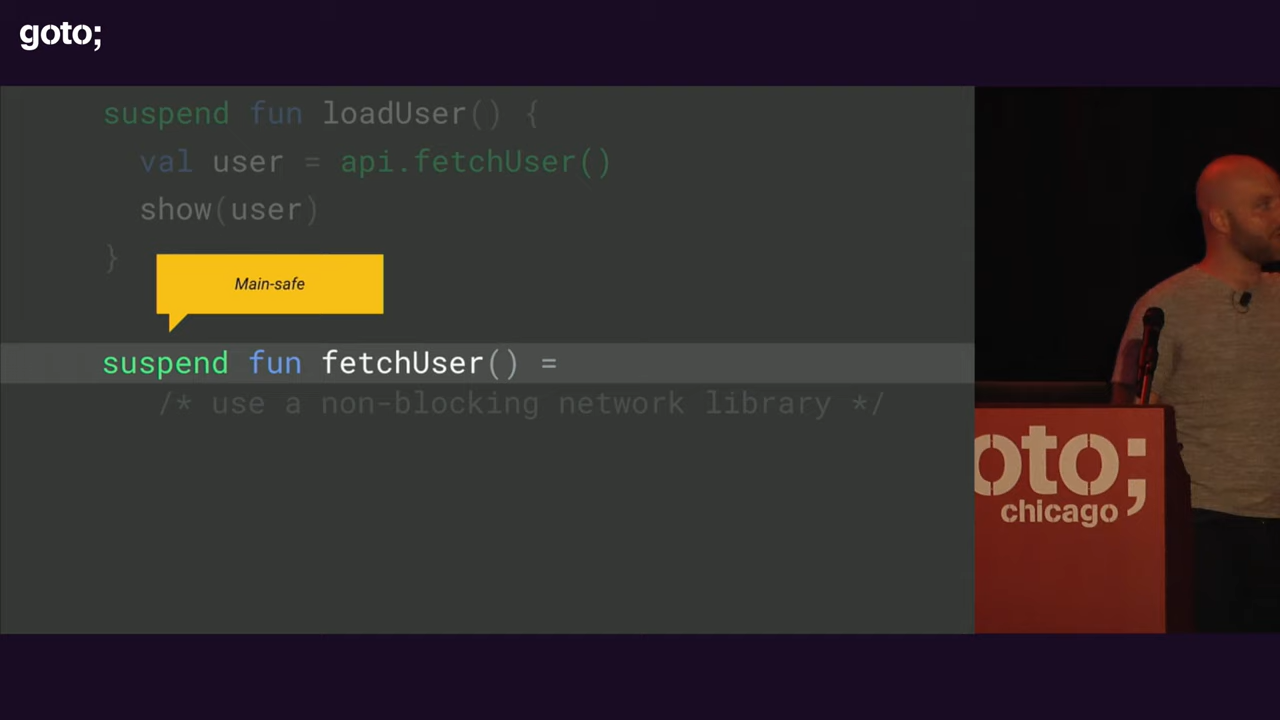 goto;
suspend fun loadUser() {
val user = api.fetchUser()
show(user)
}
Main-safe
suspend fun fetchUser() =
/* use a non-blocking network library */
oto;
chicago